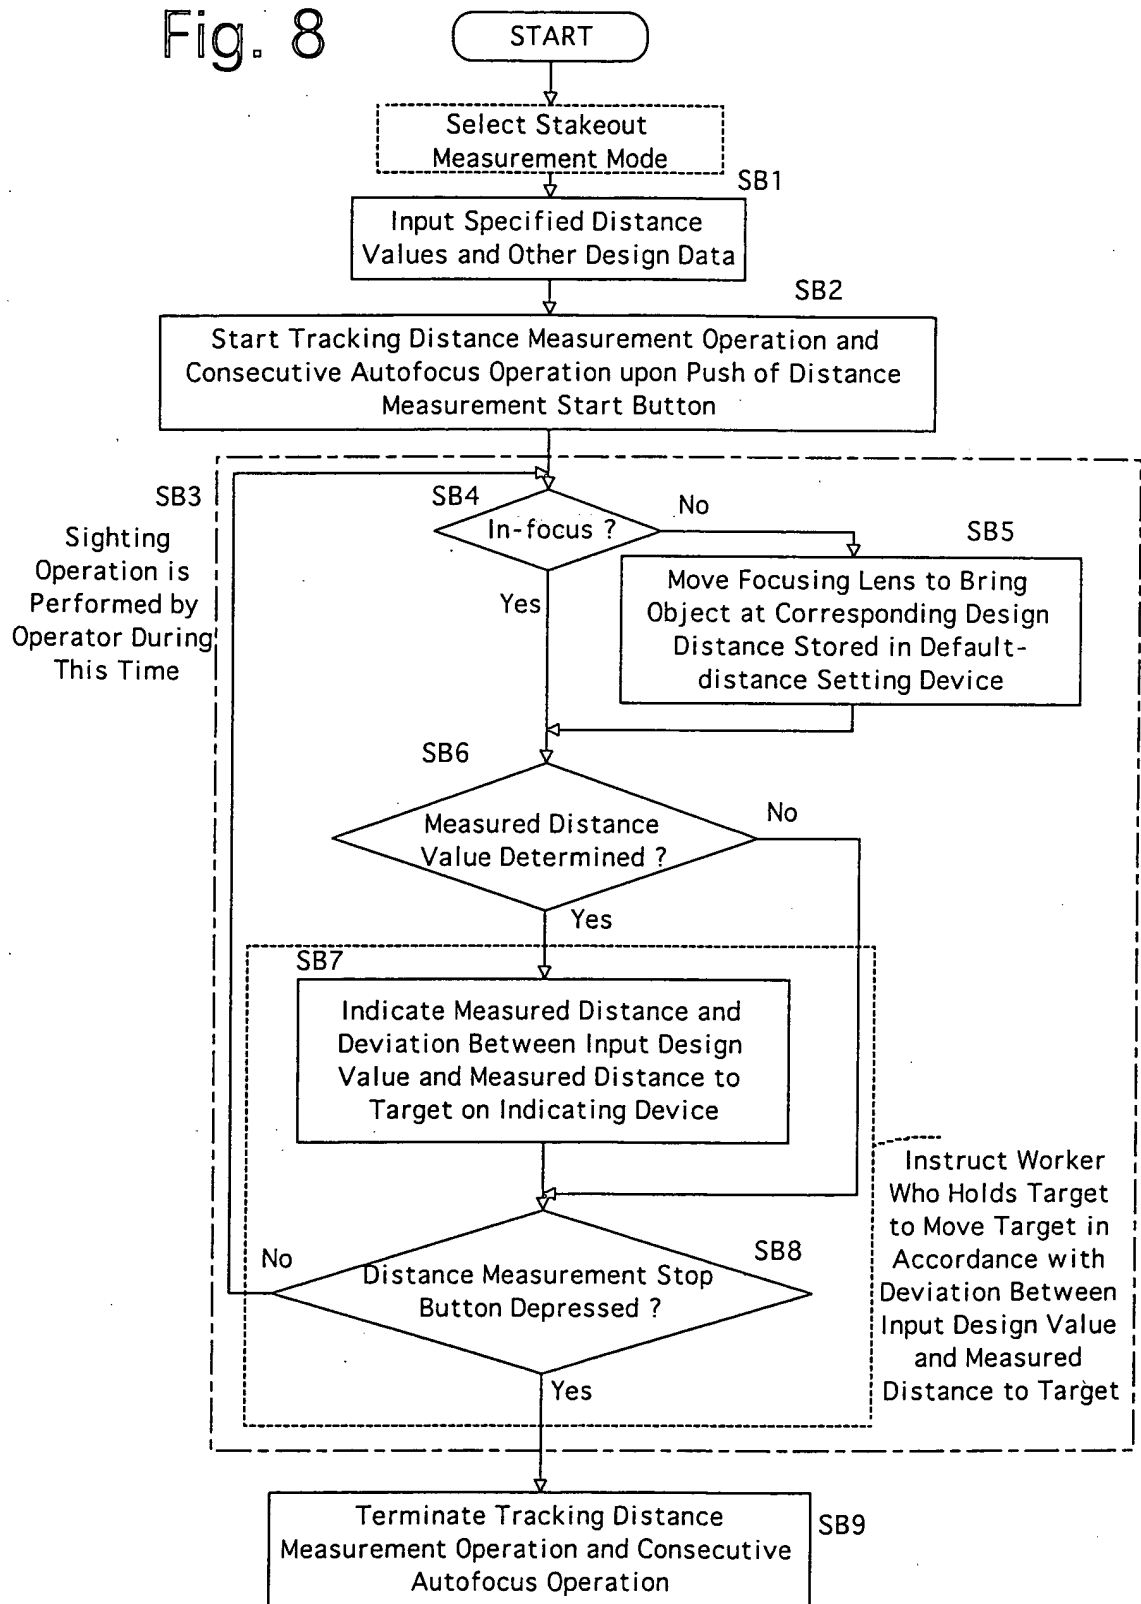 Fig. 8
START
Select Stakeout
Measurement Mode
SB1
Input Specified Distance
Values and Other Design Data
SB2
Start Tracking Distance Measurement Operation and
Consecutive Autofocus Operation upon Push of Distance
Measurement Start Button
SB3
Sighting
Operation is
Performed by
Operator During
This Time
SB4
In-focus ?
No
Yes
SB5
Move Focusing Lens to Bring
Object at Corresponding Design
Distance Stored in Default-
distance Setting Device
SB6
Measured Distance
Value Determined ?
No
Yes
SB7
Indicate Measured Distance and
Deviation Between Input Design
Value and Measured Distance to
Target on Indicating Device
Instruct Worker
Who Holds Target
to Move Target in
Accordance with
Deviation Between
Input Design Value
and Measured
Distance to Target
SB8
Distance Measurement Stop
Button Depressed ?
No
Yes
SB9
Terminate Tracking Distance
Measurement Operation and Consecutive
Autofocus Operation